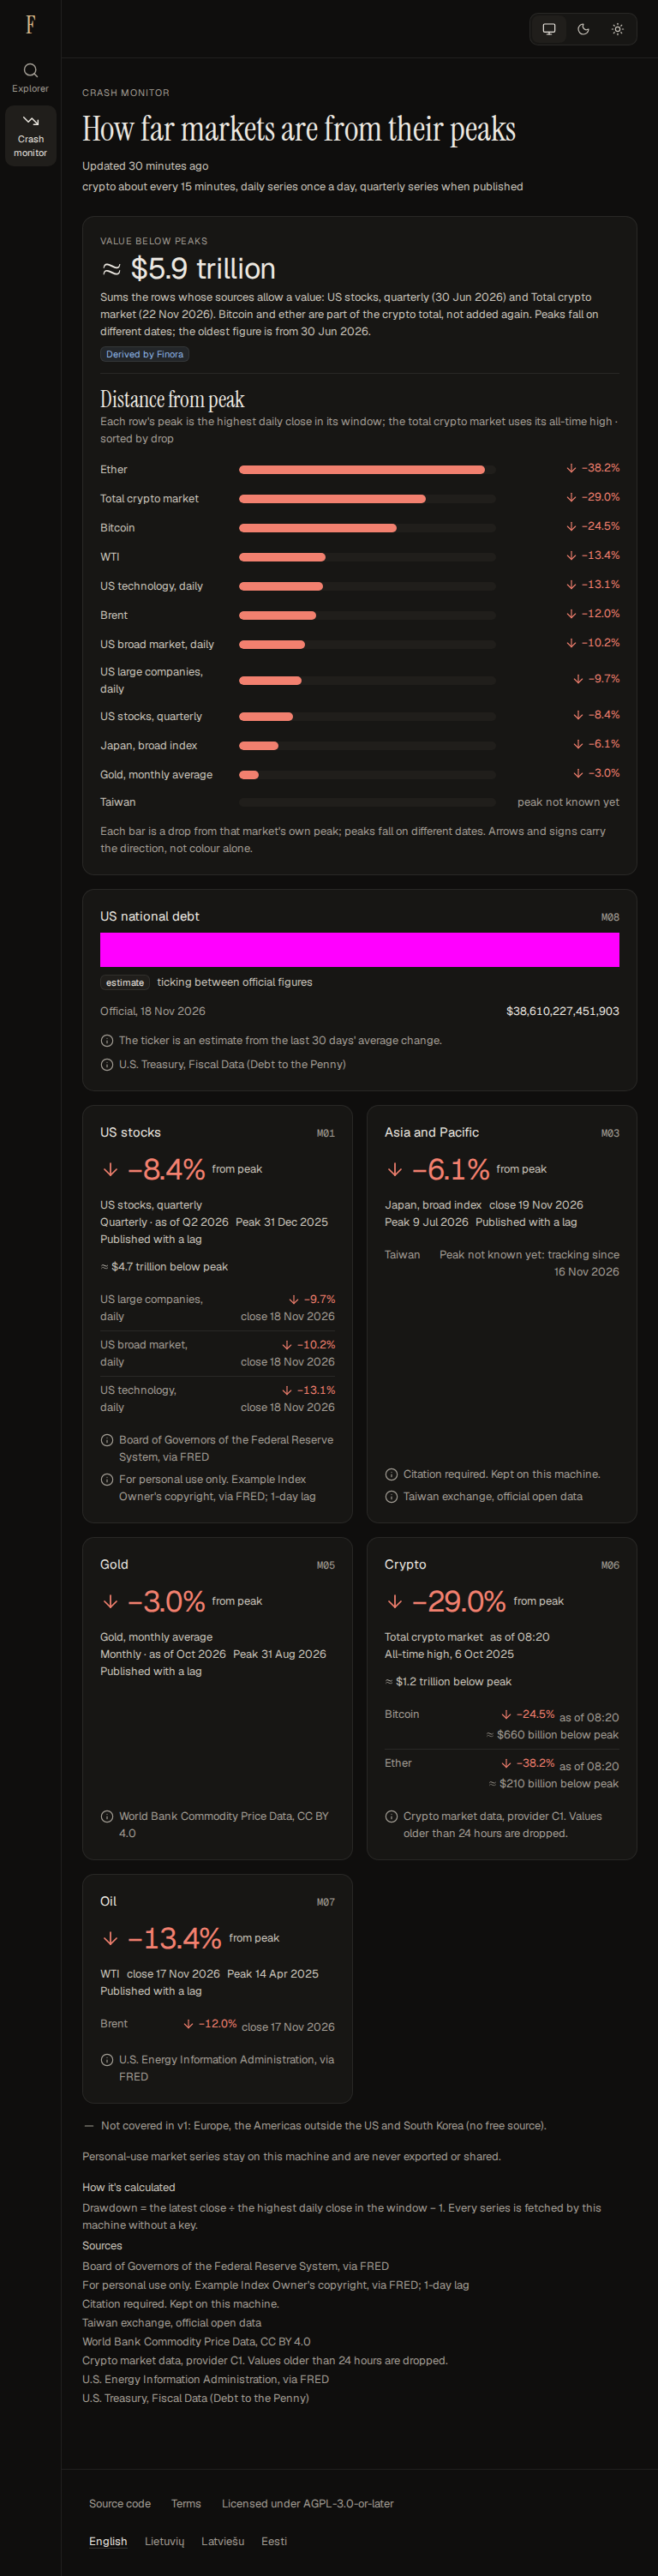 F
Explorer
Crash
monitor
CRASH MONITOR
How far markets are from their peaks
Updated 30 minutes ago
crypto about every 15 minutes, daily series once a day, quarterly series when published
VALUE BELOW PEAKS
≈ $5.9 trillion
Sums the rows whose sources allow a value: US stocks, quarterly (30 Jun 2026) and Total crypto
market (22 Nov 2026). Bitcoin and ether are part of the crypto total, not added again. Peaks fall on
different dates; the oldest figure is from 30 Jun 2026.
Derived by Finora
Distance from peak
Each row's peak is the highest daily close in its window; the total crypto market uses its all-time high ·
sorted by drop
Ether ↓ −38.2%
Total crypto market ↓ −29.0%
Bitcoin ↓ −24.5%
WTI ↓ −13.4%
US technology, daily ↓ −13.1%
Brent ↓ −12.0%
US broad market, daily ↓ −10.2%
US large companies,
daily ↓ −9.7%
US stocks, quarterly ↓ −8.4%
Japan, broad index ↓ −6.1%
Gold, monthly average ↓ −3.0%
Taiwan peak not known yet
Each bar is a drop from that market's own peak; peaks fall on different dates. Arrows and signs carry
the direction, not colour alone.
US national debt M08
estimate ticking between official figures
Official, 18 Nov 2026 $38,610,227,451,903
The ticker is an estimate from the last 30 days' average change.
U.S. Treasury, Fiscal Data (Debt to the Penny)
US stocks M01
↓ −8.4% from peak
US stocks, quarterly
Quarterly · as of Q2 2026 Peak 31 Dec 2025
Published with a lag
≈ $4.7 trillion below peak
US large companies, ↓ −9.7%
daily close 18 Nov 2026
US broad market, ↓ −10.2%
daily close 18 Nov 2026
US technology, ↓ −13.1%
daily close 18 Nov 2026
Board of Governors of the Federal Reserve
System, via FRED
For personal use only. Example Index
Owner's copyright, via FRED; 1-day lag
Asia and Pacific M03
↓ −6.1% from peak
Japan, broad index close 19 Nov 2026
Peak 9 Jul 2026 Published with a lag
Taiwan Peak not known yet: tracking since
16 Nov 2026
Citation required. Kept on this machine.
Taiwan exchange, official open data
Gold M05
↓ −3.0% from peak
Gold, monthly average
Monthly · as of Oct 2026 Peak 31 Aug 2026
Published with a lag
World Bank Commodity Price Data, CC BY
4.0
Crypto M06
↓ −29.0% from peak
Total crypto market as of 08:20
All-time high, 6 Oct 2025
≈ $1.2 trillion below peak
Bitcoin ↓ −24.5% as of 08:20
≈ $660 billion below peak
Ether ↓ −38.2% as of 08:20
≈ $210 billion below peak
Crypto market data, provider C1. Values
older than 24 hours are dropped.
Oil M07
↓ −13.4% from peak
WTI close 17 Nov 2026 Peak 14 Apr 2025
Published with a lag
Brent ↓ −12.0% close 17 Nov 2026
U.S. Energy Information Administration, via
FRED
— Not covered in v1: Europe, the Americas outside the US and South Korea (no free source).
Personal-use market series stay on this machine and are never exported or shared.
How it's calculated
Drawdown = the latest close ÷ the highest daily close in the window − 1. Every series is fetched by this
machine without a key.
Sources
Board of Governors of the Federal Reserve System, via FRED
For personal use only. Example Index Owner's copyright, via FRED; 1-day lag
Citation required. Kept on this machine.
Taiwan exchange, official open data
World Bank Commodity Price Data, CC BY 4.0
Crypto market data, provider C1. Values older than 24 hours are dropped.
U.S. Energy Information Administration, via FRED
U.S. Treasury, Fiscal Data (Debt to the Penny)
Source code Terms Licensed under AGPL-3.0-or-later
English Lietuvių Latviešu Eesti